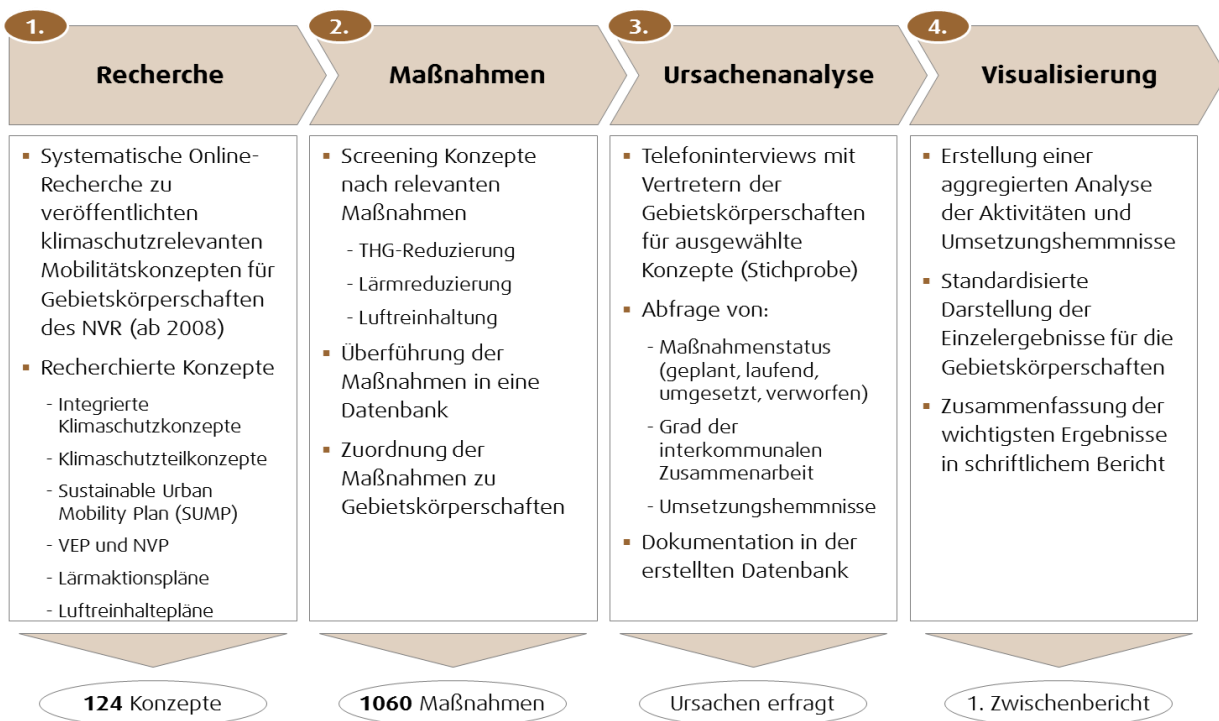 1.
Recherche
▪ Systematische Online-
Recherche zu
veröffentlichten
klimaschutzrelevanten
Mobilitätskonzepten für
Gebietskörperschaften
des NVR (ab 2008)
▪ Recherchierte Konzepte
- Integrierte
Klimaschutzkonzepte
- Klimaschutzteilkonzepte
- Sustainable Urban
Mobility Plan (SUMP)
- VEP und NVP
- Lärmaktionspläne
- Luftreinhaltepläne
124 Konzepte
2.
Maßnahmen
▪ Screening Konzepte
nach relevanten
Maßnahmen
- THG-Reduzierung
- Lärmreduzierung
- Luftreinhaltung
▪ Überführung der
Maßnahmen in eine
Datenbank
▪ Zuordnung der
Maßnahmen zu
Gebietskörperschaften
1060 Maßnahmen
3.
Ursachenanalyse
▪ Telefoninterviews mit
Vertretern der
Gebietskörperschaften
für ausgewählte
Konzepte (Stichprobe)
▪ Abfrage von:
- Maßnahmenstatus
(geplant, laufend,
umgesetzt, verworfen)
- Grad der
interkommunalen
Zusammenarbeit
- Umsetzungshemmnisse
▪ Dokumentation in der
erstellten Datenbank
Ursachen erfragt
4.
Visualisierung
▪ Erstellung einer
aggregierten Analyse
der Aktivitäten und
Umsetzungshemmnisse
▪ Standardisierte
Darstellung der
Einzelergebnisse für die
Gebietskörperschaften
▪ Zusammenfassung der
wichtigsten Ergebnisse
in schriftlichem Bericht
1. Zwischenbericht